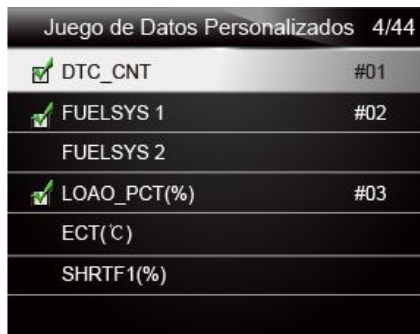 Juego de Datos Personalizados 4/44
DTC_CNT #01
FUELSYS 1 #02
FUELSYS 2
LOAO_PCT(%) #03
ECT(℃)
SHRTF1(%)